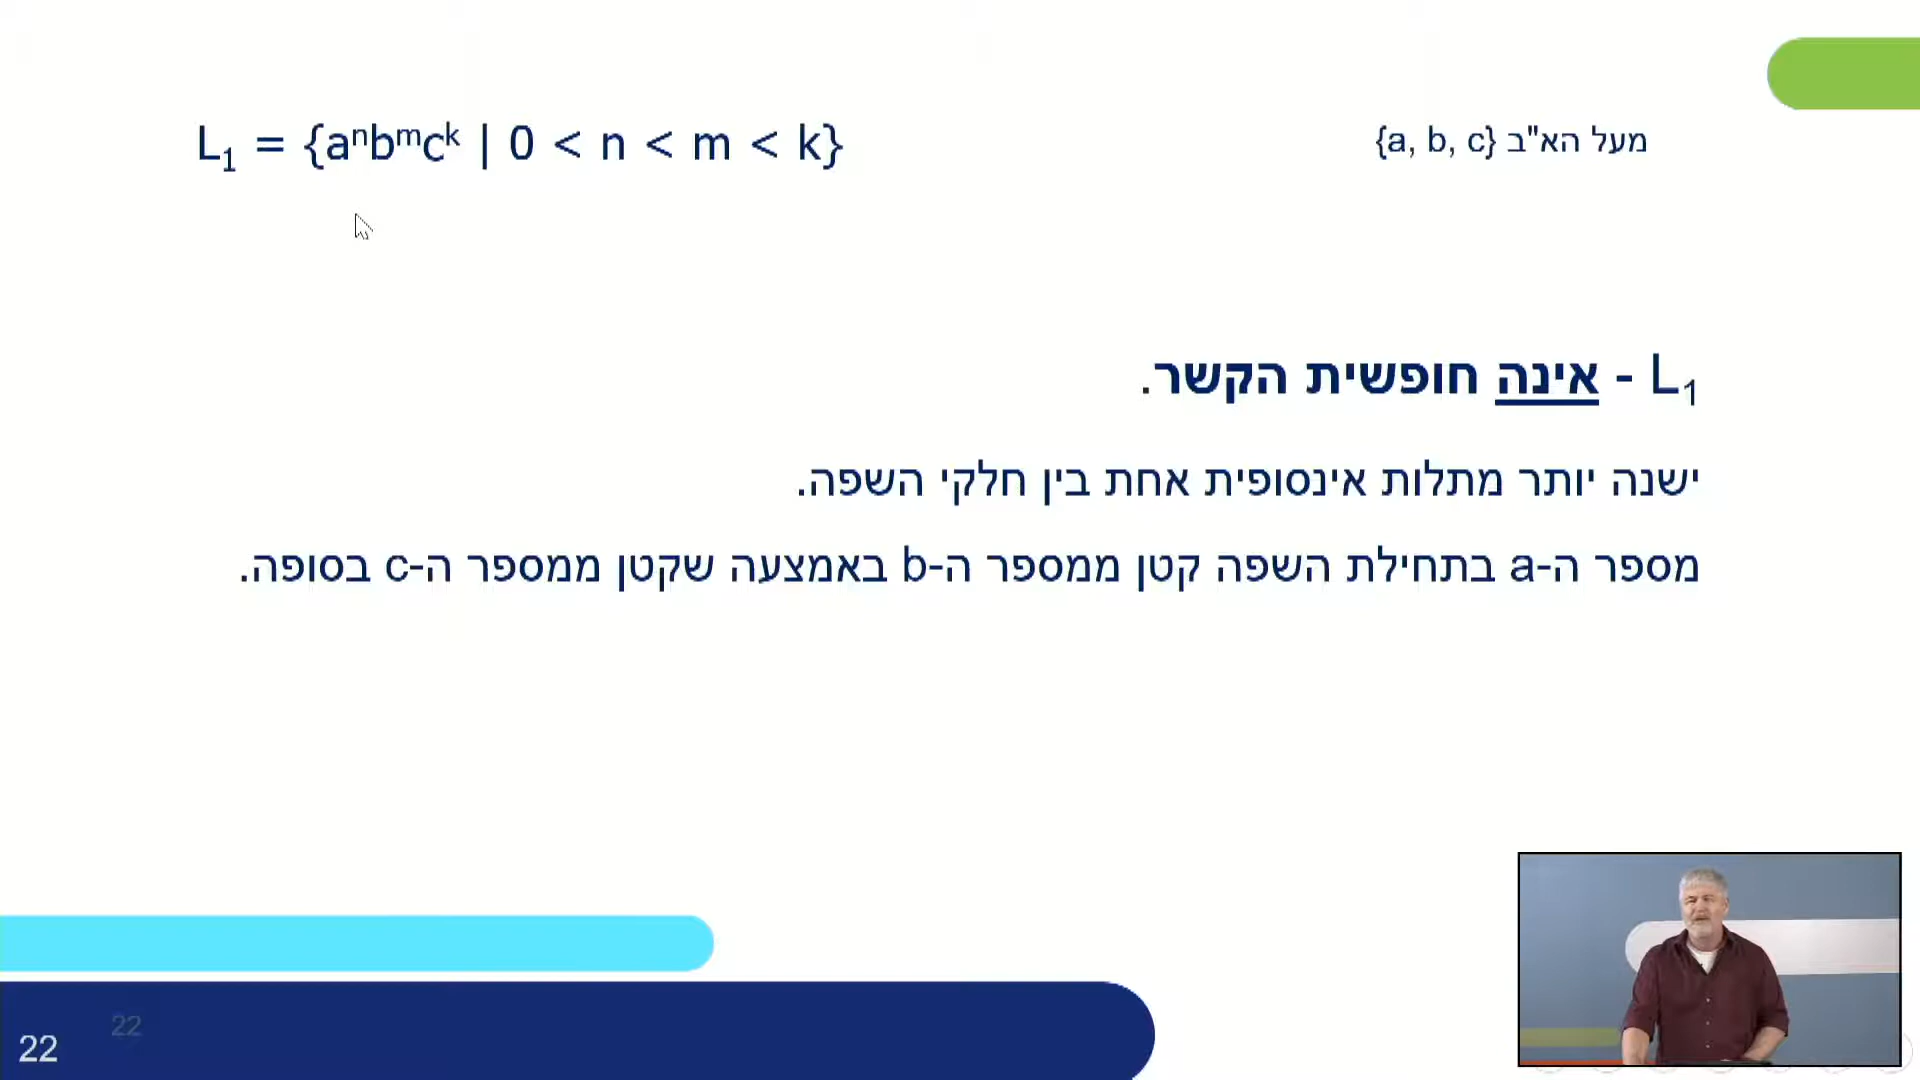 L₁ = {aⁿbᵐcᵏ | 0 < n < m < k}
מעל הא"ב {a, b, c}
L₁ - אינה חופשית הקשר.
ישנה יותר מתלות אינסופית אחת בין חלקי השפה.
מספר ה-a בתחילת השפה קטן ממספר ה-b באמצעה שקטן ממספר ה-c בסופה.
22
22